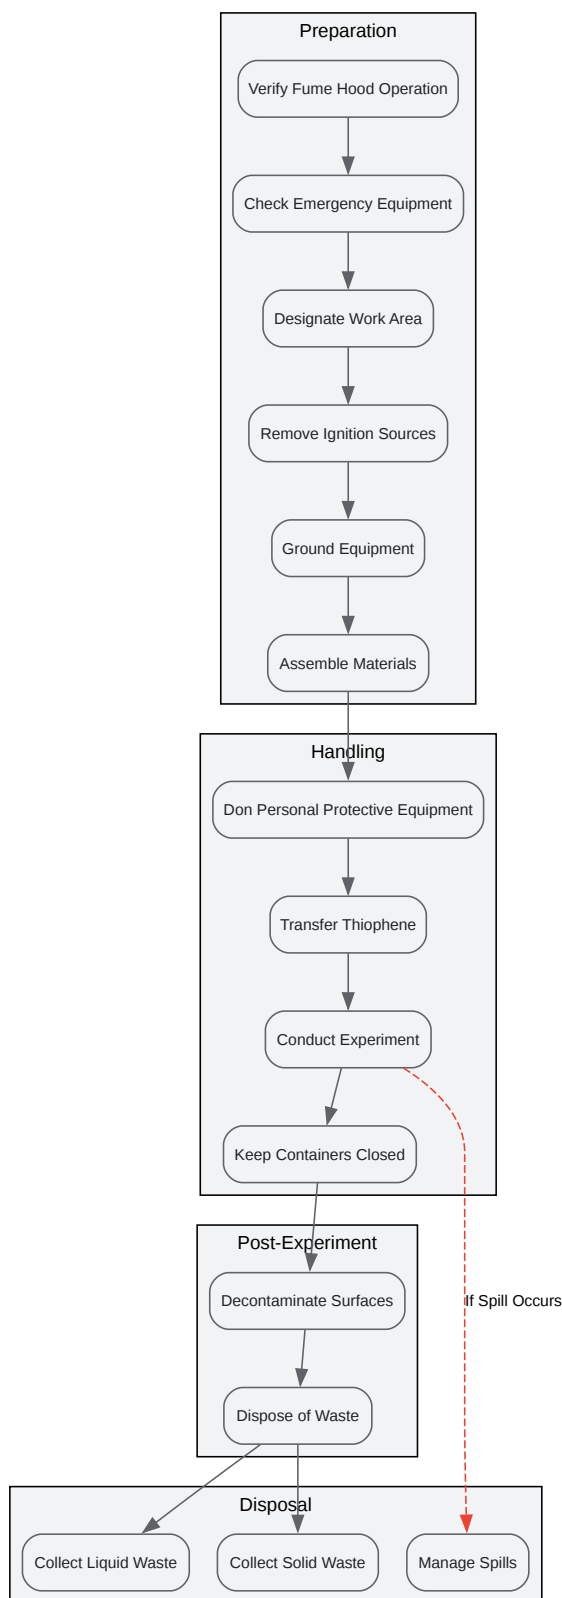 Preparation
Verify Fume Hood Operation
Check Emergency Equipment
Designate Work Area
Remove Ignition Sources
Ground Equipment
Assemble Materials
Handling
Don Personal Protective Equipment
Transfer Thiophene
Conduct Experiment
Keep Containers Closed
Post-Experiment
Decontaminate Surfaces
If Spill Occurs
Dispose of Waste
Disposal
Collect Liquid Waste
Collect Solid Waste
Manage Spills